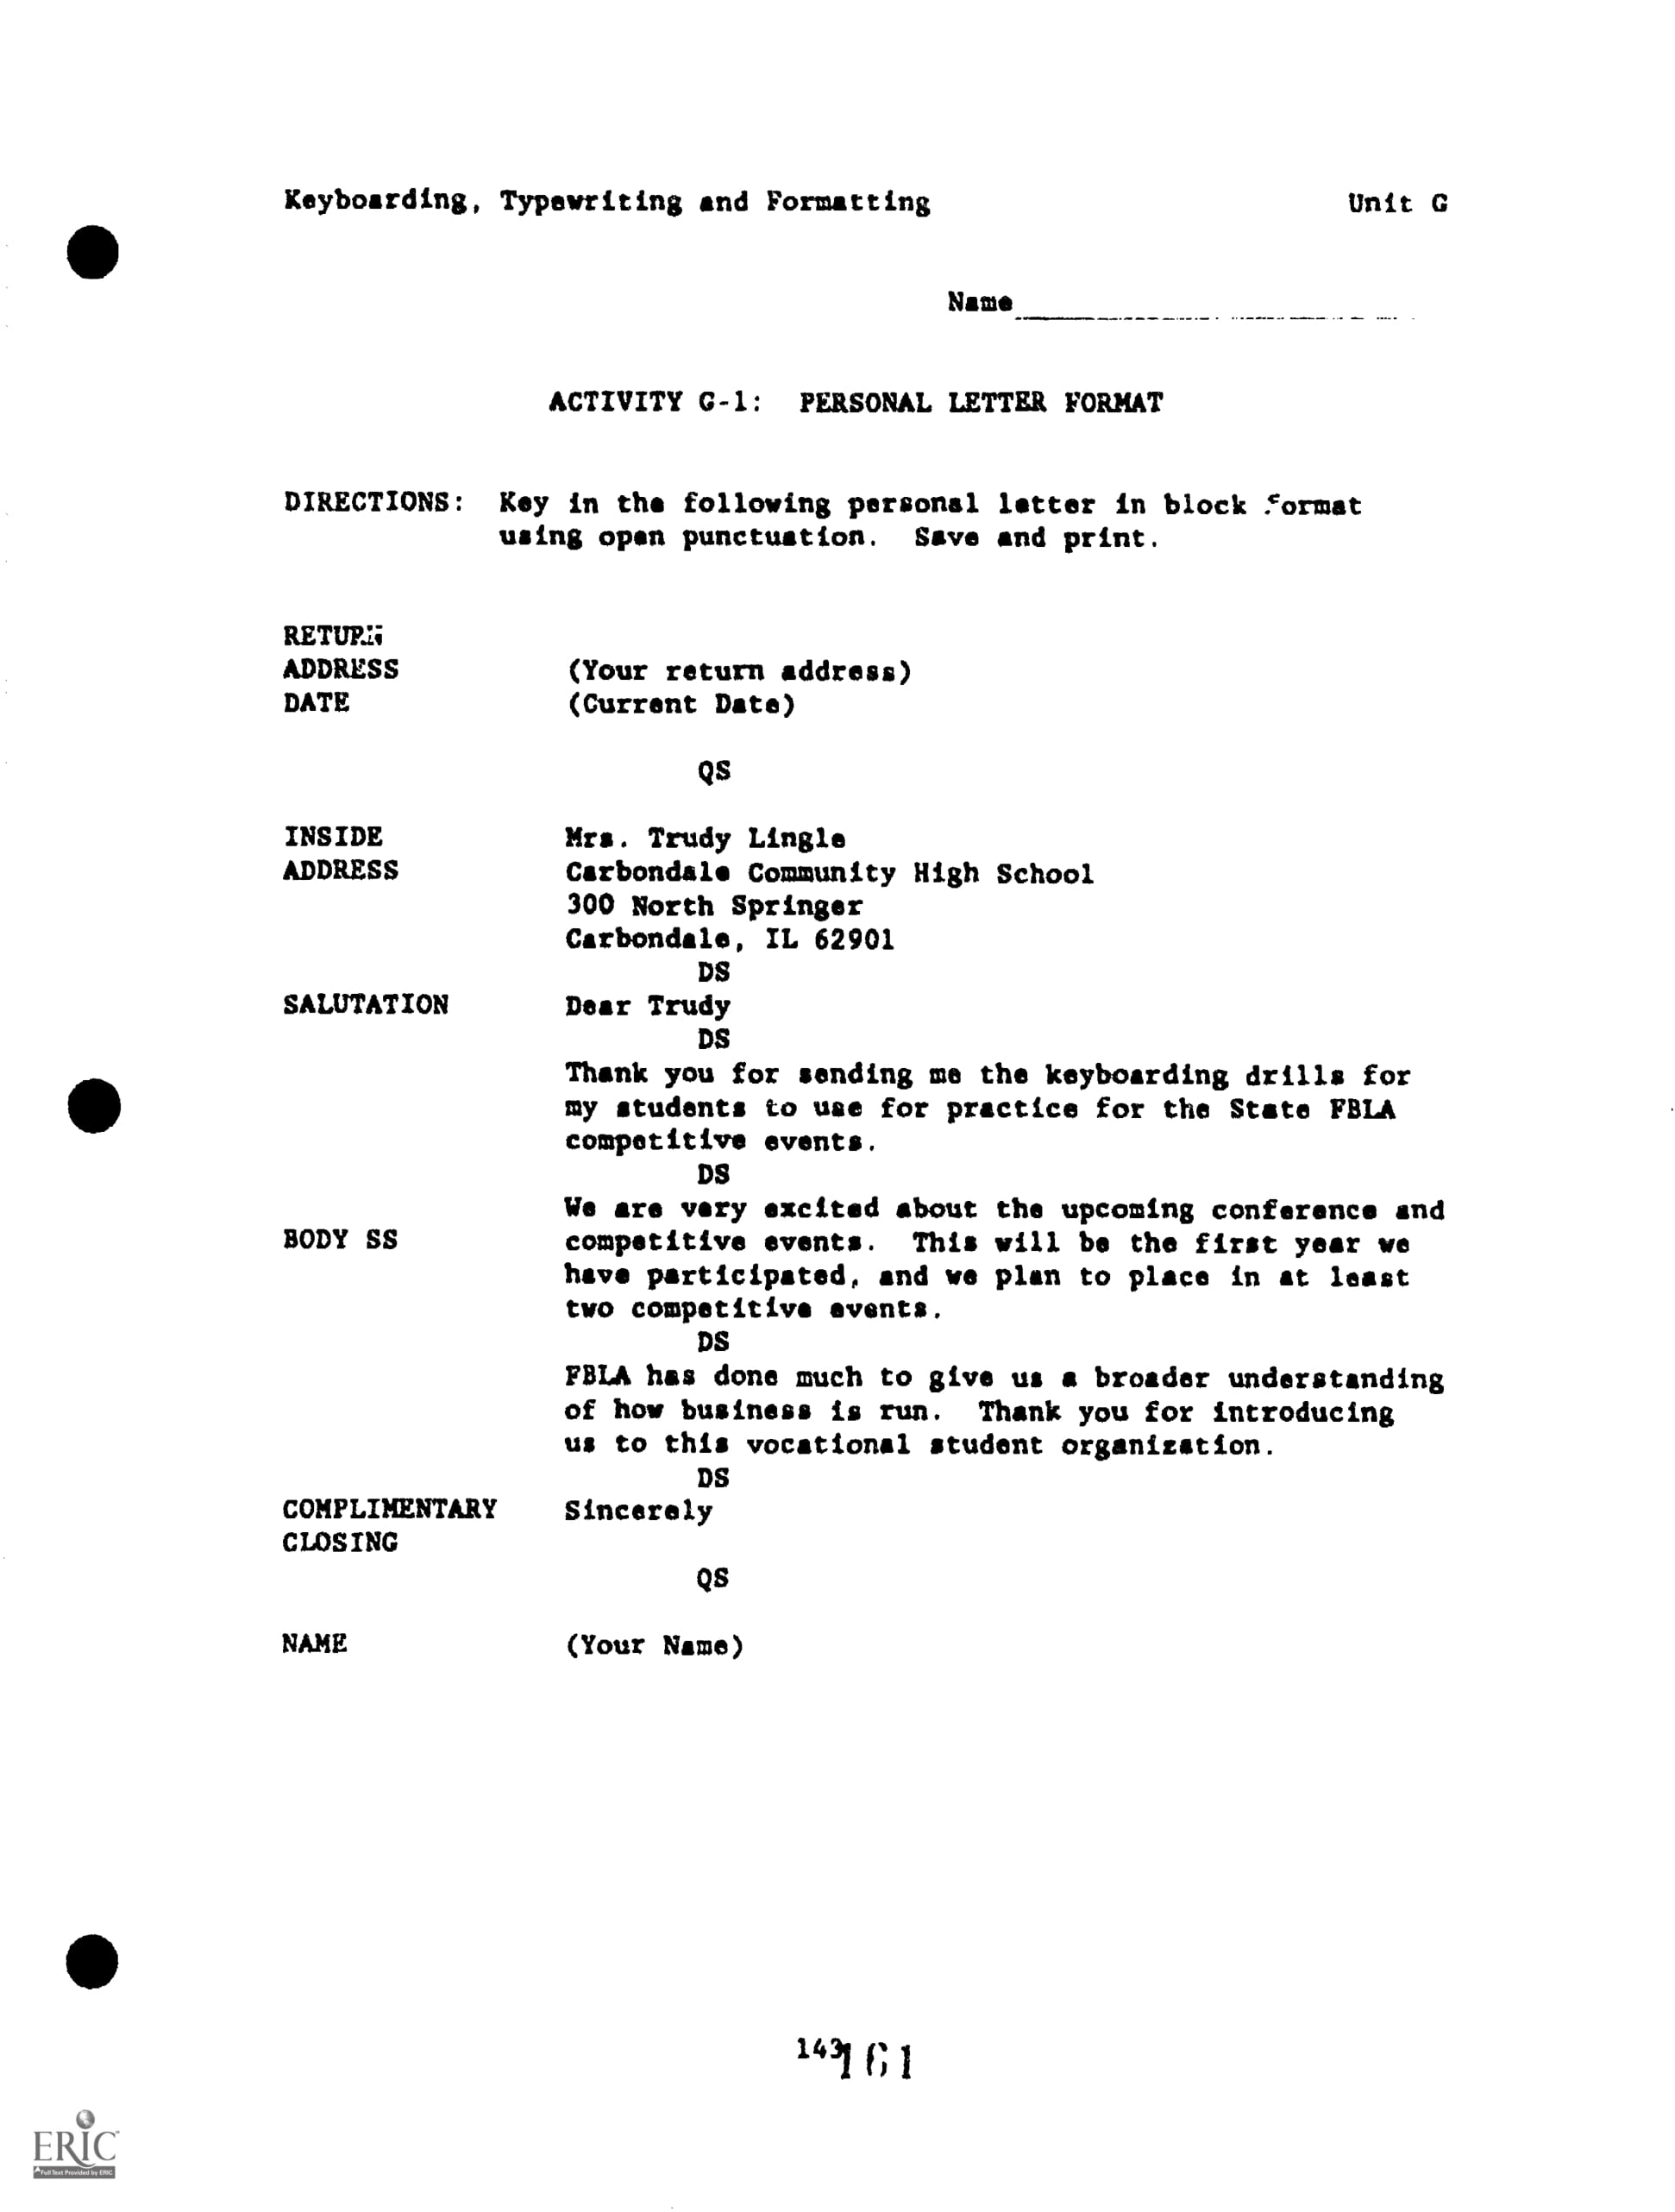 Keyboarding, Typewriting and Formatting Unit G
Name
ACTIVITY G-1: PERSONAL LETTER FORMAT
DIRECTIONS: Key in the following personal letter in block format
using open punctuation. Save and print.
RETURN
ADDRESS (Your return address)
DATE (Current Date)
QS
INSIDE Mrs. Trudy Lingle
ADDRESS Carbondale Community High School
300 North Springer
Carbondale, IL 62901
DS
SALUTATION Dear Trudy
DS
Thank you for sending me the keyboarding drills for
my students to use for practice for the State FBLA
competitive events.
DS
We are very excited about the upcoming conference and
BODY SS competitive events. This will be the first year we
have participated, and we plan to place in at least
two competitive events.
DS
FBLA has done much to give us a broader understanding
of how business is run. Thank you for introducing
us to this vocational student organization.
DS
COMPLIMENTARY Sincerely
CLOSING
QS
NAME (Your Name)
143 161
ERIC
Full Text Provided by ERIC